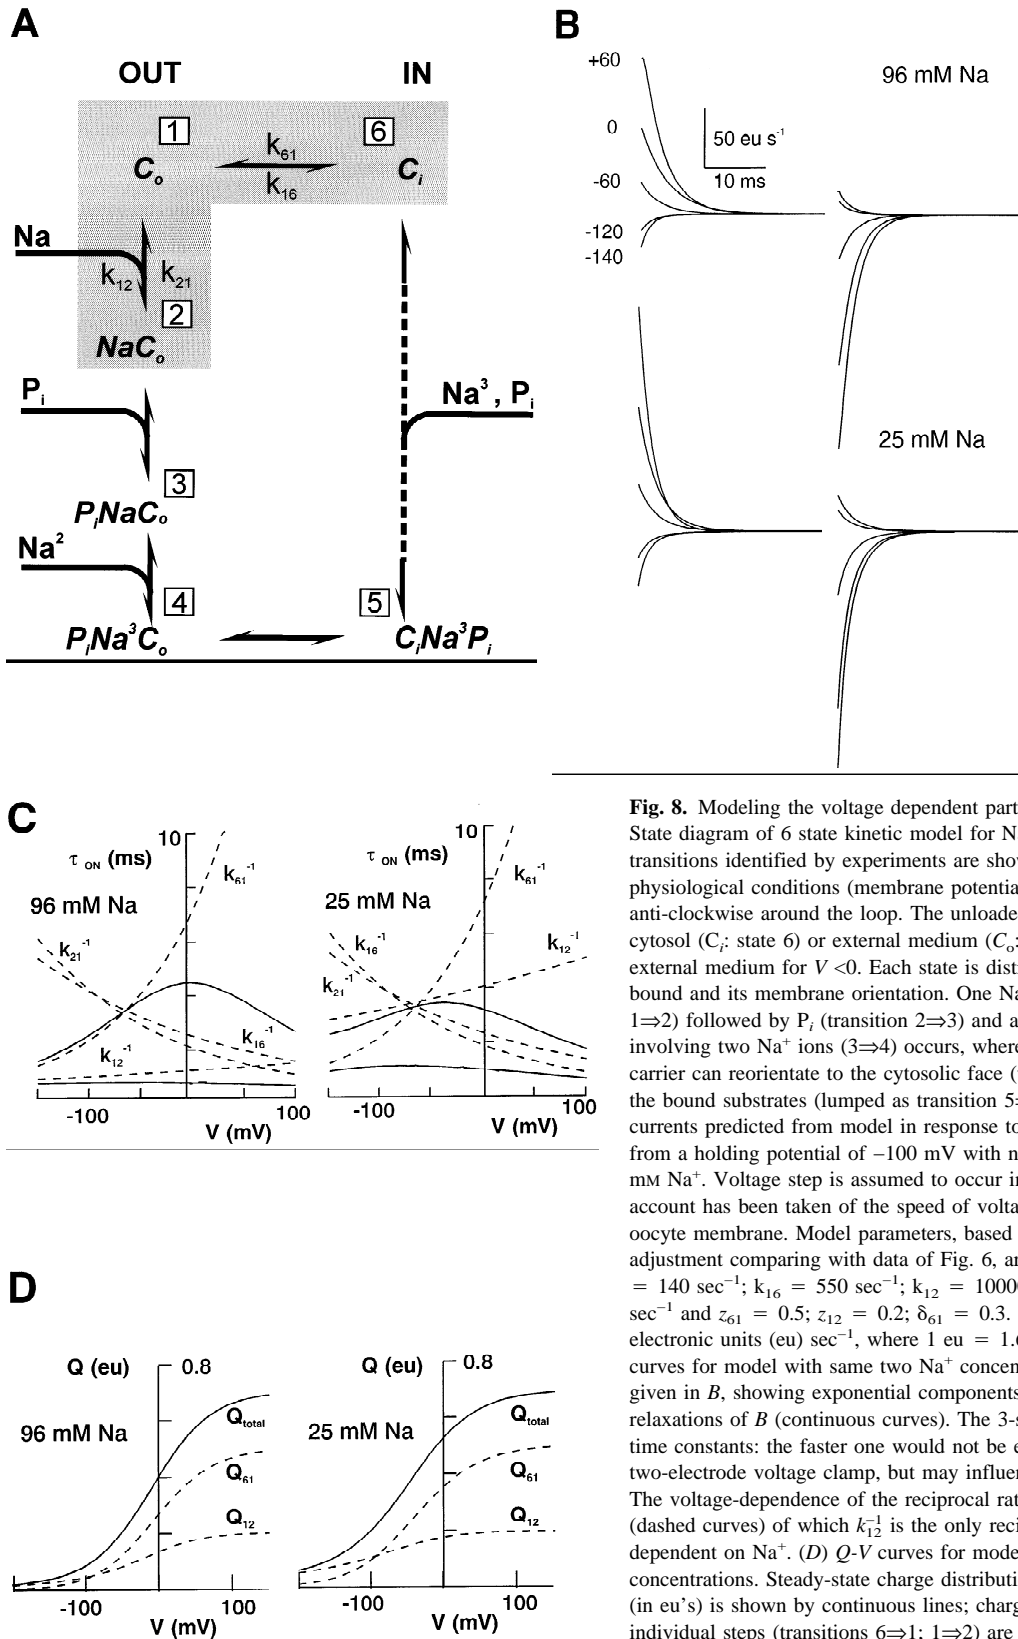 A
OUT IN
1 6
C_o k_61 C_i
k_16
Na
k_12 k_21
2
NaC_o
P_i Na^3, P_i
3
P_iNaC_o
Na^2
4 5
P_iNa^3C_o C_iNa^3P_i
B
+60
96 mM Na
0
50 eu s^-1
10 ms
-60
-120
-140
25 mM Na
C
10 10
τ_ON (ms) τ_ON (ms)
k_61^-1 k_61^-1
96 mM Na 25 mM Na
k_21^-1 k_16^-1 k_12^-1
k_21^-1
k_12^-1 k_16^-1
-100 100 -100 100
V (mV) V (mV)
D
Q (eu) 0.8 Q (eu) 0.8
96 mM Na Q_total 25 mM Na Q_total
Q_61 Q_61
Q_12 Q_12
-100 100 -100 100
V (mV) V (mV)
Fig. 8. Modeling the voltage dependent part
State diagram of 6 state kinetic model for N
transitions identified by experiments are show
physiological conditions (membrane potential
anti-clockwise around the loop. The unloade
cytosol (C_i: state 6) or external medium (C_o:
external medium for V <0. Each state is disti
bound and its membrane orientation. One Na
1⇒2) followed by P_i (transition 2⇒3) and a
involving two Na^+ ions (3⇒4) occurs, where
carrier can reorientate to the cytosolic face (
the bound substrates (lumped as transition 5=
currents predicted from model in response to
from a holding potential of –100 mV with n
mM Na^+. Voltage step is assumed to occur in
account has been taken of the speed of volta
oocyte membrane. Model parameters, based
adjustment comparing with data of Fig. 6, ar
= 140 sec^−1; k_16 = 550 sec^−1; k_12 = 10000
sec^−1 and z_61 = 0.5; z_12 = 0.2; δ_61 = 0.3.
electronic units (eu) sec^−1, where 1 eu = 1.6
curves for model with same two Na^+ concen
given in B, showing exponential components
relaxations of B (continuous curves). The 3-s
time constants: the faster one would not be e
two-electrode voltage clamp, but may influen
The voltage-dependence of the reciprocal rat
(dashed curves) of which k_12^−1 is the only reci
dependent on Na^+. (D) Q-V curves for mode
concentrations. Steady-state charge distributi
(in eu's) is shown by continuous lines; charg
individual steps (transitions 6⇒1; 1⇒2) are